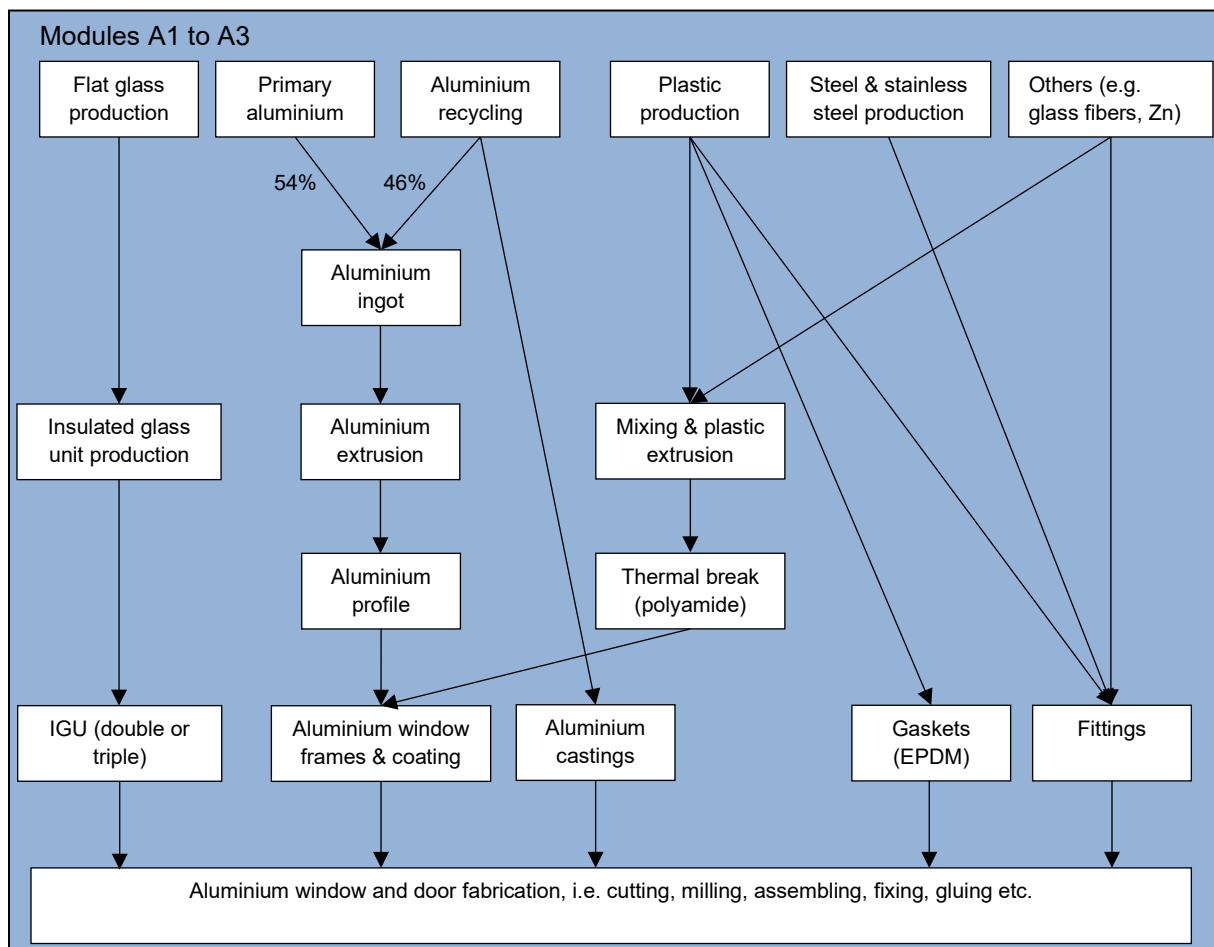 Modules A1 to A3
Flat glass
production
Primary
aluminium
Aluminium
recycling
Plastic
production
Steel & stainless
steel production
Others (e.g.
glass fibers, Zn)
54%
46%
Aluminium
ingot
Insulated glass
unit production
Aluminium
extrusion
Mixing & plastic
extrusion
Aluminium
profile
Thermal break
(polyamide)
IGU (double or
triple)
Aluminium window
frames & coating
Aluminium
castings
Gaskets
(EPDM)
Fittings
Aluminium window and door fabrication, i.e. cutting, milling, assembling, fixing, gluing etc.